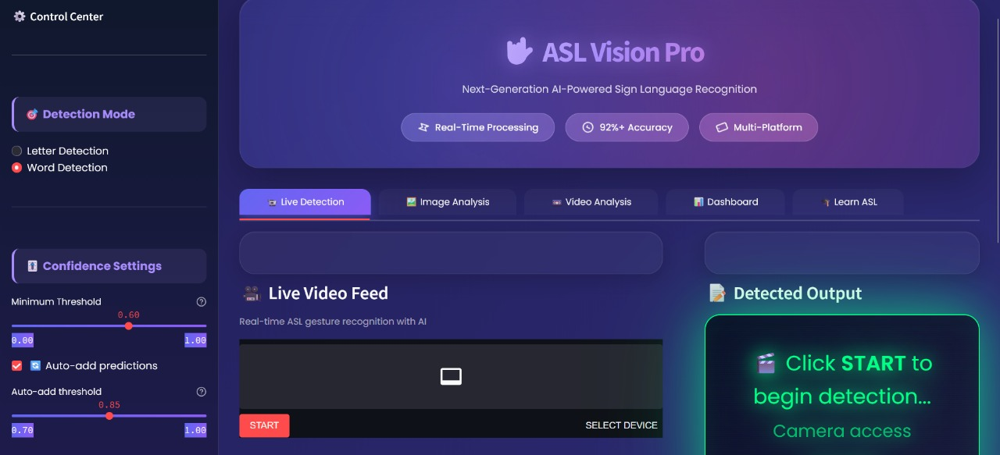 Control Center
Detection Mode
Letter Detection
Word Detection
Confidence Settings
Minimum Threshold
0.60
0.00 1.00
Auto-add predictions
Auto-add threshold
0.85
0.70 1.00
ASL Vision Pro
Next-Generation AI-Powered Sign Language Recognition
Real-Time Processing 92%+ Accuracy Multi-Platform
Live Detection Image Analysis Video Analysis Dashboard Learn ASL
Live Video Feed
Real-time ASL gesture recognition with AI
START SELECT DEVICE
Detected Output
Click START to
begin detection...
Camera access